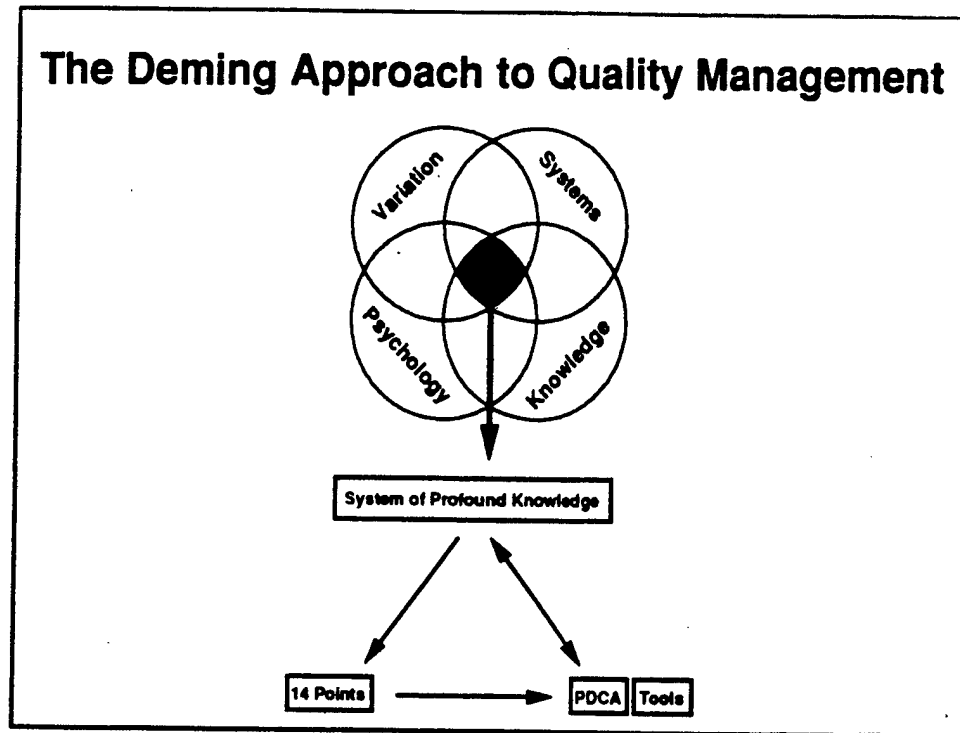 The Deming Approach to Quality Management
Variation
Systems
Psychology
Knowledge
System of Profound Knowledge
14 Points
PDCA
Tools